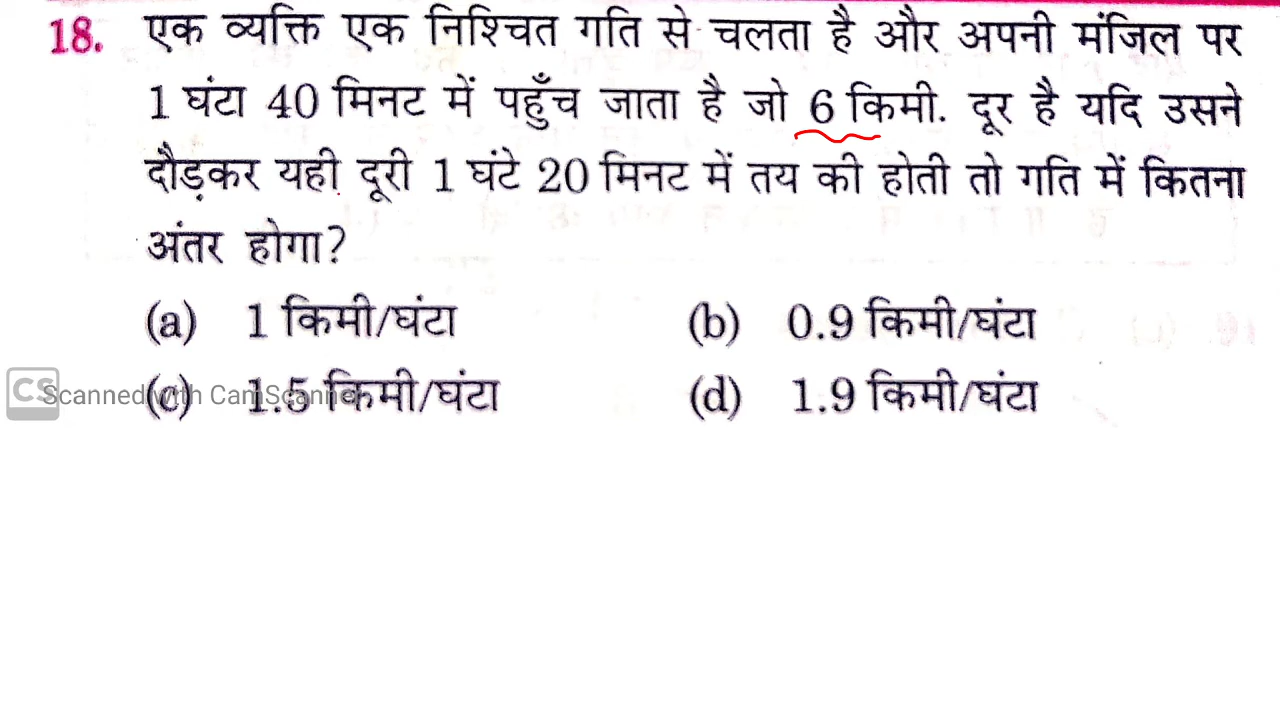 18. एक व्यक्ति एक निश्चित गति से चलता है और अपनी मंजिल पर
1 घंटा 40 मिनट में पहुँच जाता है जो 6 किमी. दूर है यदि उसने
दौड़कर यही दूरी 1 घंटे 20 मिनट में तय की होती तो गति में कितना
अंतर होगा?
(a) 1 किमी/घंटा (b) 0.9 किमी/घंटा
(c) 1.5 किमी/घंटा (d) 1.9 किमी/घंटा
CS Scanned with CamScanner